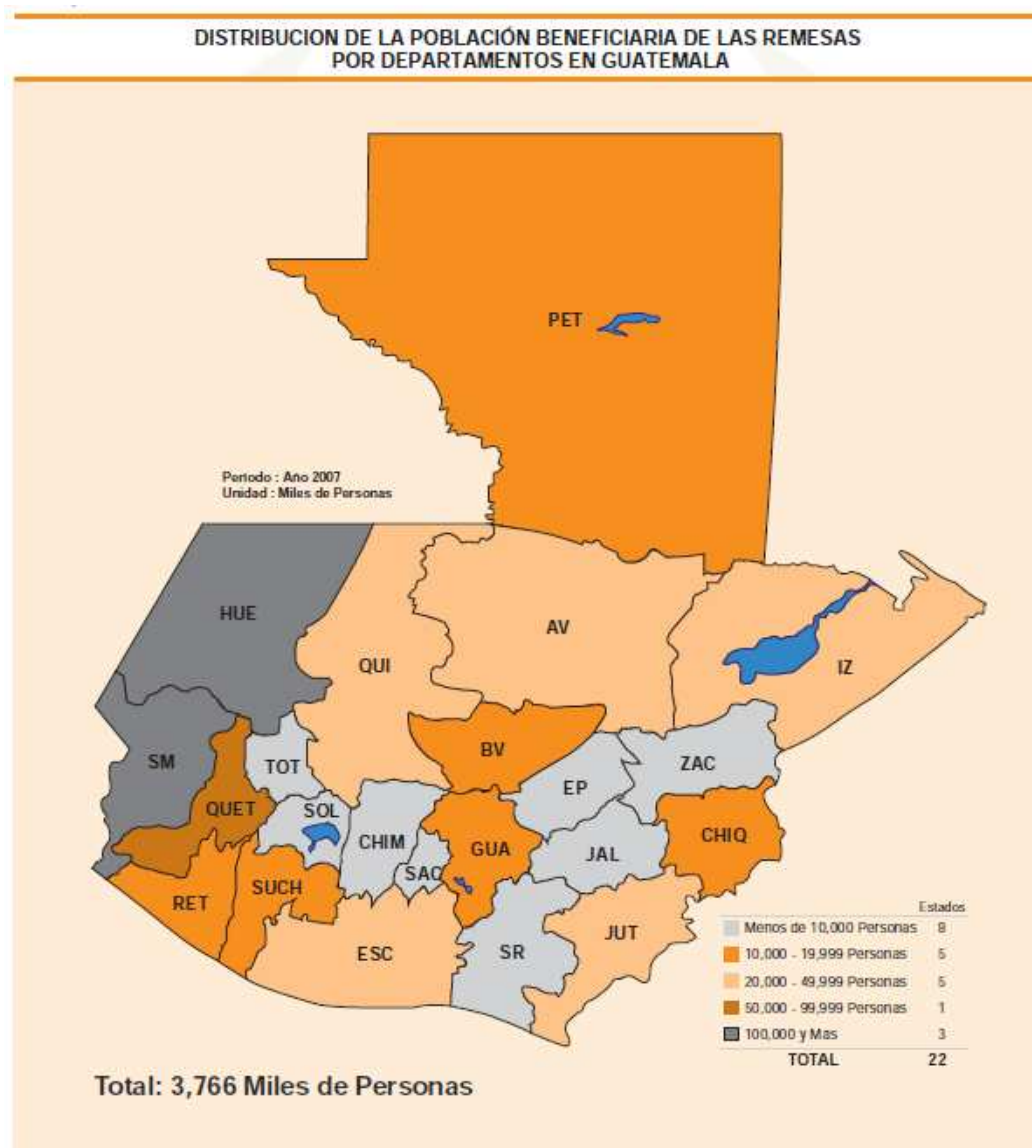 DISTRIBUCION DE LA POBLACIÓN BENEFICIARIA DE LAS REMESAS
POR DEPARTAMENTOS EN GUATEMALA
PET
Periodo : Año 2007
Unidad : Miles de Personas
HUE
AV
QUI
IZ
BV
SM
TOT
ZAC
EP
QUET
SOL
CHIM
GUA
CHIQ
JAL
SAC
SUCH
RET
JUT
ESC
SR
Estados
Menos de 10,000 Personas 8
10,000 - 19,999 Personas 5
20,000 - 49,999 Personas 5
50,000 - 99,999 Personas 1
100,000 y Mas 3
TOTAL 22
Total: 3,766 Miles de Personas